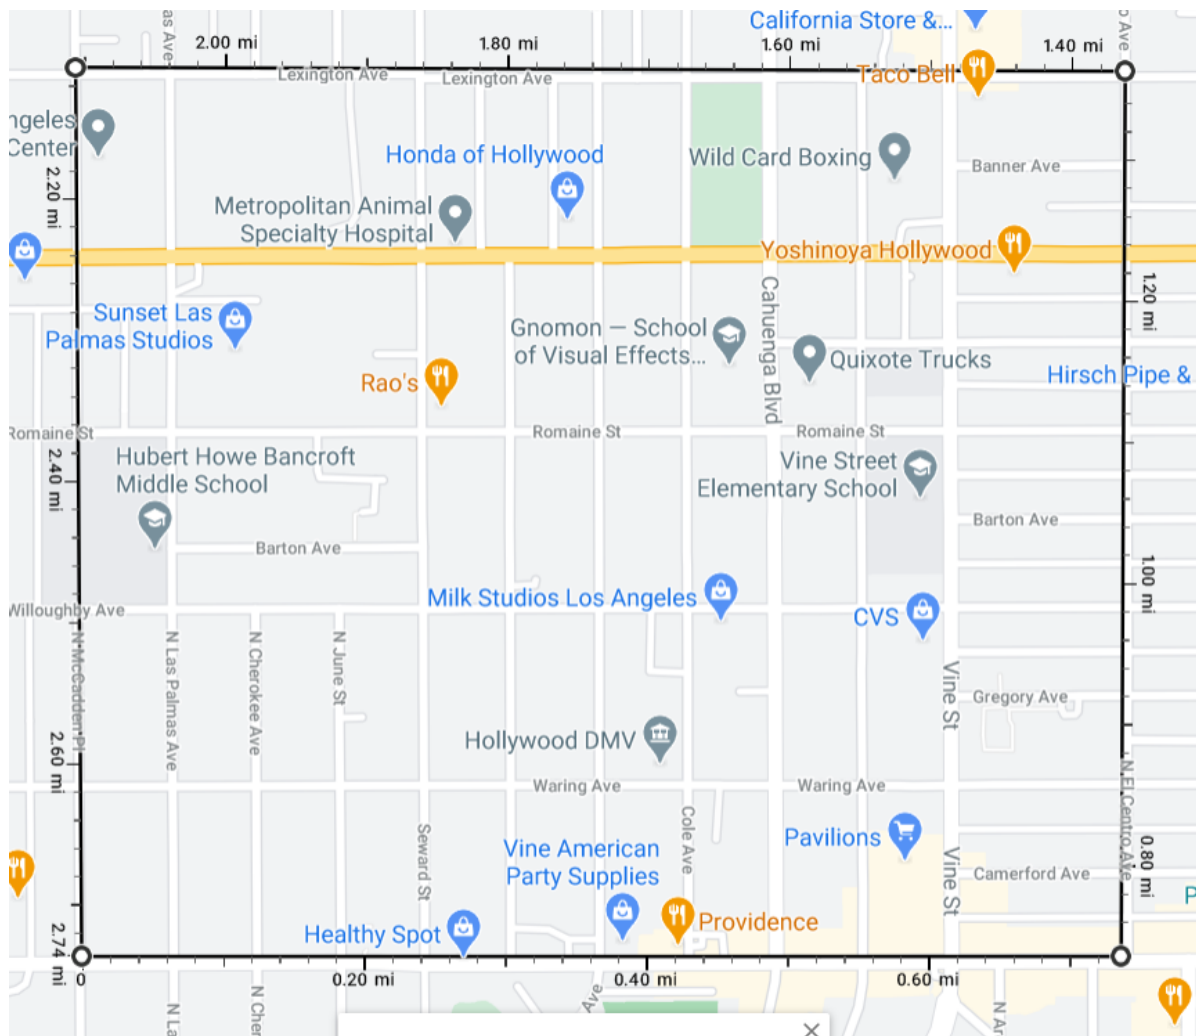 California Store &...
as Ave
o Ave
2.00 mi
1.80 mi
1.60 mi
1.40 mi
Lexington Ave
Lexington Ave
Taco Bell
ngeles
Center
Honda of Hollywood
Wild Card Boxing
Banner Ave
2.20 mi
Metropolitan Animal
Specialty Hospital
Yoshinoya Hollywood
Sunset Las
Palmas Studios
Gnomon — School
of Visual Effects...
Cahuenga Blvd
Quixote Trucks
1.20 mi
Rao's
Hirsch Pipe &
Romaine St
Romaine St
Romaine St
Hubert Howe Bancroft
Middle School
2.40 mi
Vine Street
Elementary School
Barton Ave
Barton Ave
1.00 mi
Milk Studios Los Angeles
CVS
Willoughby Ave
N McCadden Pl
N Las Palmas Ave
N Cherokee Ave
N June St
Vine St
Gregory Ave
Hollywood DMV
2.60 mi
Waring Ave
Waring Ave
N El Centro Ave
Seward St
Cole Ave
Vine American
Party Supplies
Pavilions
Vine St
Camerford Ave
0.80 mi
P
Healthy Spot
Providence
2.74 mi
0
0.20 mi
0.40 mi
0.60 mi
N La
N Cher
Ave
N Ar